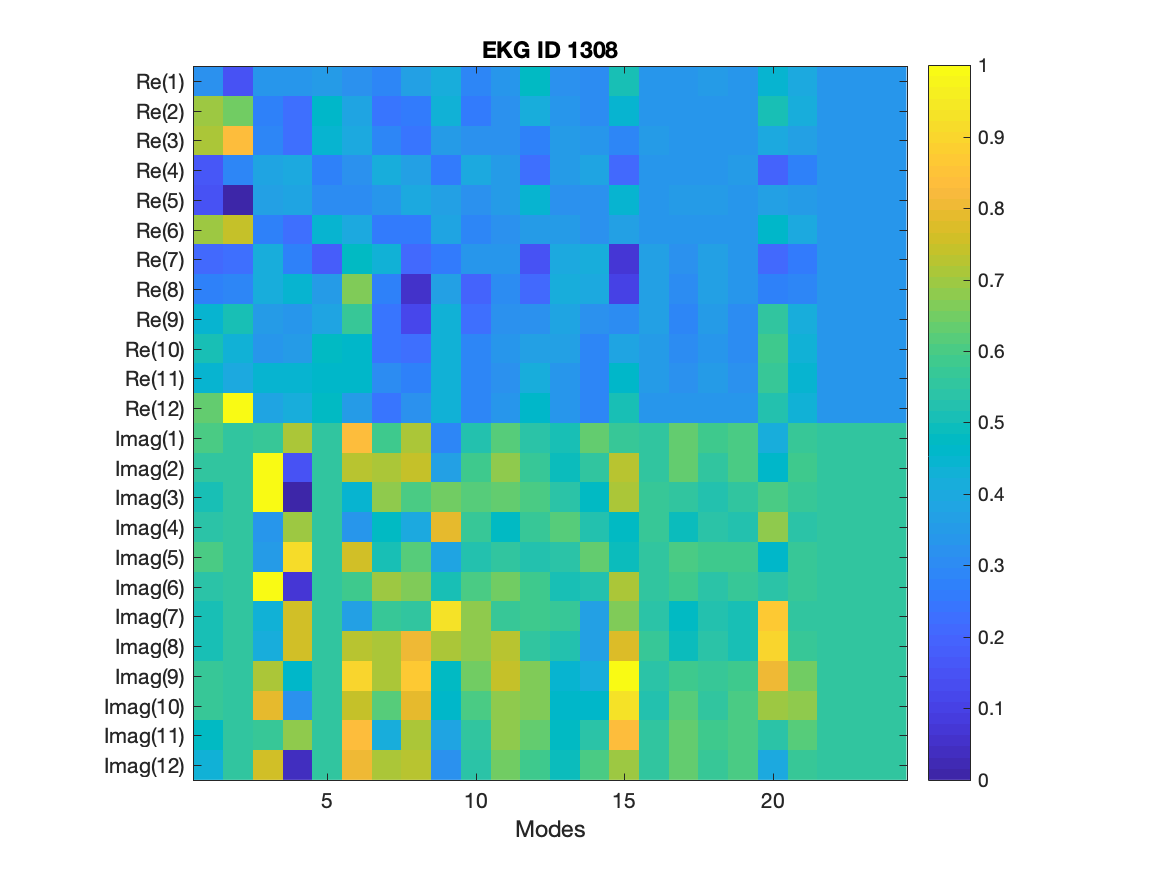 EKG ID 1308
Re(1)
Re(2)
Re(3)
Re(4)
Re(5)
Re(6)
Re(7)
Re(8)
Re(9)
Re(10)
Re(11)
Re(12)
Imag(1)
Imag(2)
Imag(3)
Imag(4)
Imag(5)
Imag(6)
Imag(7)
Imag(8)
Imag(9)
Imag(10)
Imag(11)
Imag(12)
5 10 15 20
Modes
1
0.9
0.8
0.7
0.6
0.5
0.4
0.3
0.2
0.1
0